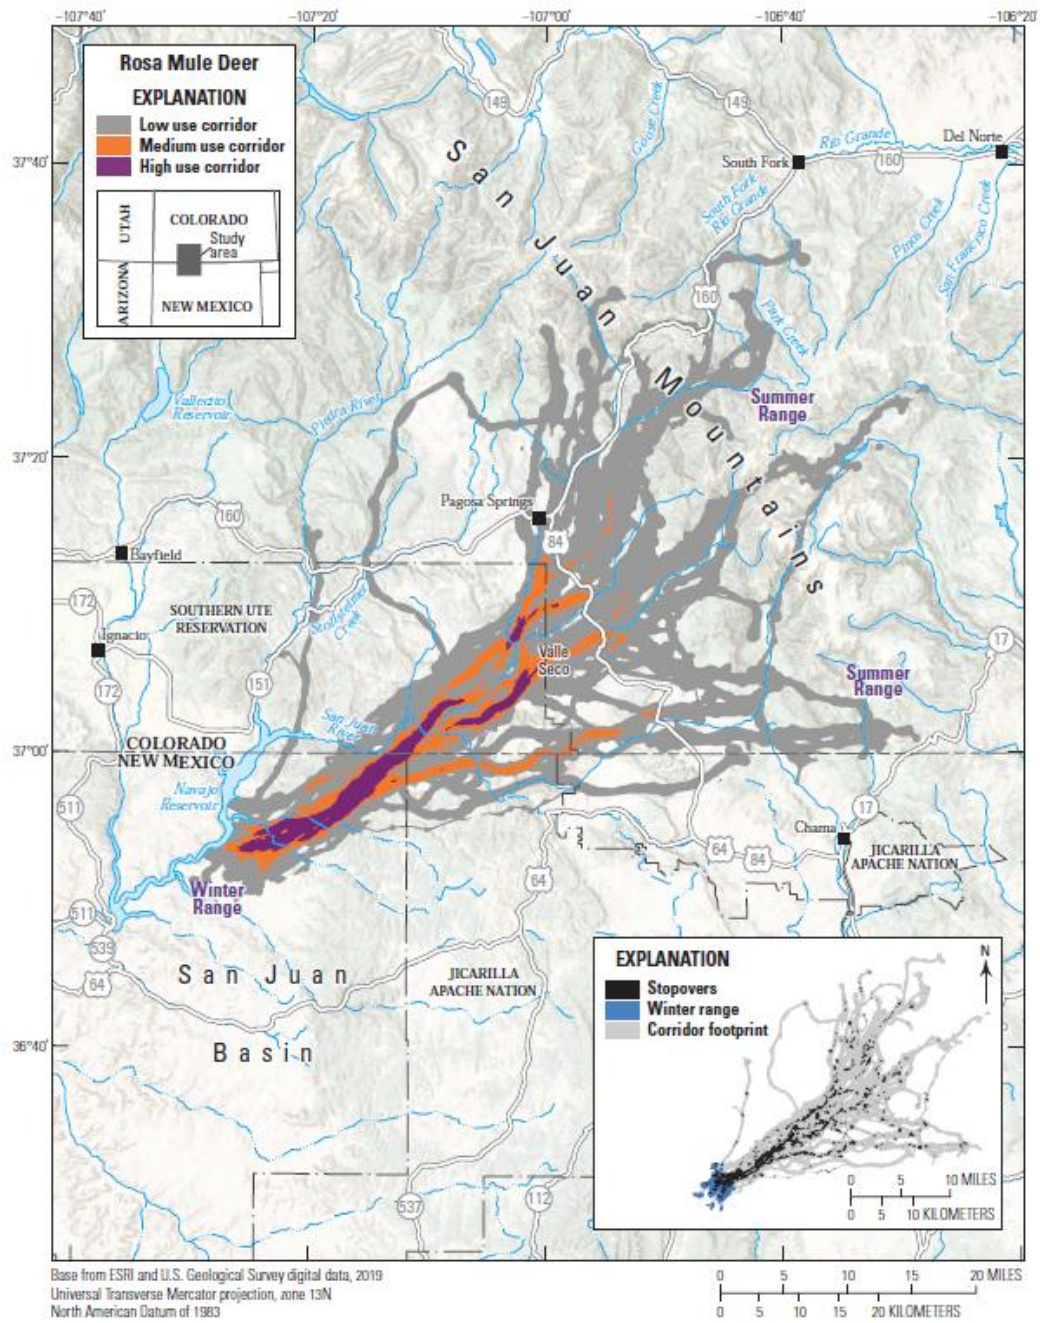 −107°40' −107°20' −107°00' −106°40' −106°20'
Rosa Mule Deer
EXPLANATION
Low use corridor
Medium use corridor
High use corridor
UTAH
COLORADO
Study
area
ARIZONA
NEW MEXICO
149
149
Goose Creek
Rio Grande
Del Norte
South Fork
160
37°40'
San Juan Mountains
South Fork
Rio Grande
Pinos Creek
San Francisco Creek
160
Park Creek
Summer
Range
Vallecito
Reservoir
Piedra River
37°20'
Pagosa Springs
160
84
Bayfield
172
SOUTHERN UTE
RESERVATION
Stollsteimer
Creek
Ignacio
17
Valle
Seco
Summer
Range
172
151
San Juan
River
37°00'
COLORADO
NEW MEXICO
Navajo
Reservoir
511
17
Chama
64
84
JICARILLA
APACHE NATION
64
Winter
Range
511
539
64
San Juan
Basin
JICARILLA
APACHE NATION
36°40'
537
112
EXPLANATION
Stopovers
Winter range
Corridor footprint
N
0 5 10 MILES
0 5 10 KILOMETERS
Base from ESRI and U.S. Geological Survey digital data, 2019
Universal Transverse Mercator projection, zone 13N
North American Datum of 1983
0 5 10 15 20 MILES
0 5 10 15 20 KILOMETERS